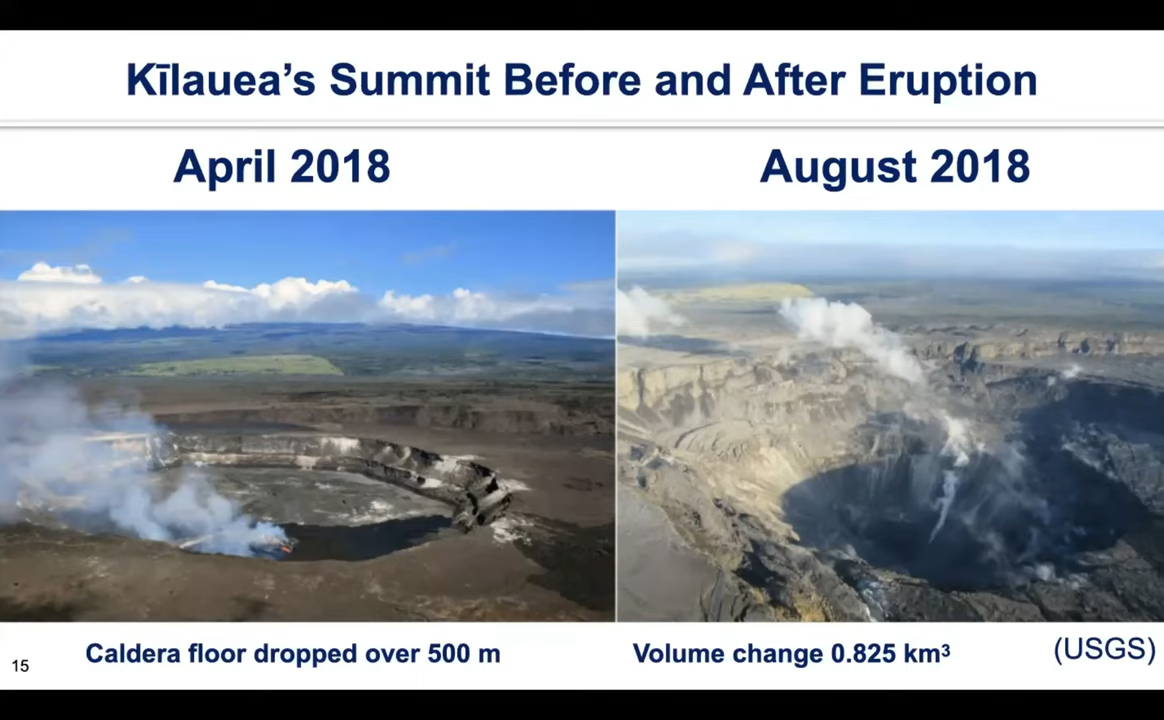 Kīlauea’s Summit Before and After Eruption
April 2018
August 2018
Caldera floor dropped over 500 m
Volume change 0.825 km³
(USGS)
15